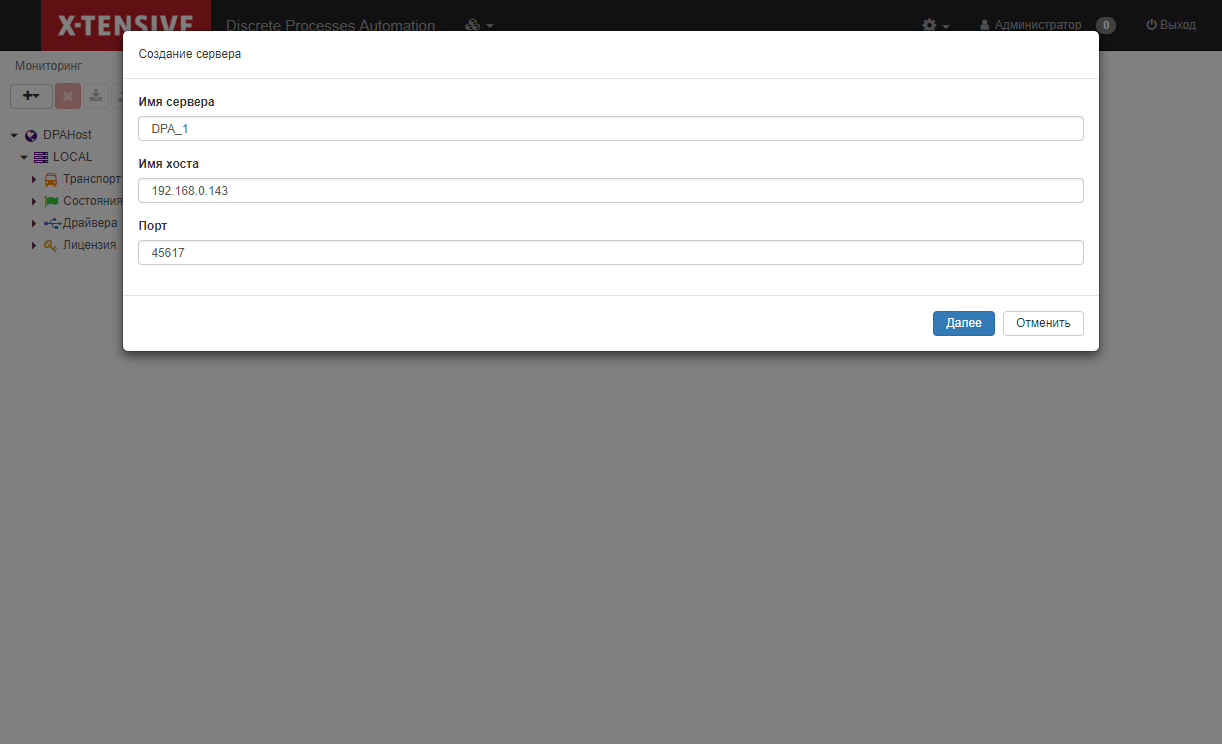 X-TENSIVE
Discrete Processes Automation
Администратор 0
Выход
Мониторинг
Создание сервера
Имя сервера
DPA_1
Имя хоста
192.168.0.143
Порт
45617
Далее Отменить
DPAHost
LOCAL
Транспорт
Состояния
Драйвера
Лицензия